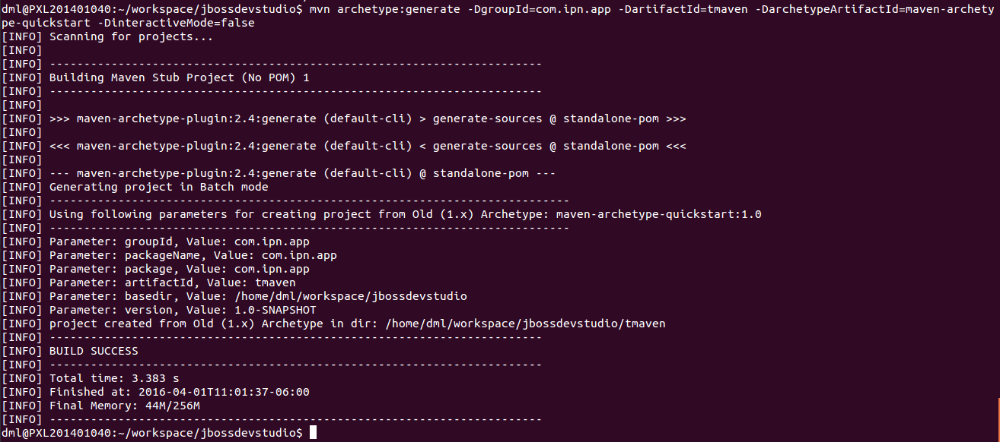 dml@PXL201401040:~/workspace/jbossdevstudio$ mvn archetype:generate -DgroupId=com.ipn.app -DartifactId=tmaven -DarchetypeArtifactId=maven-archety
pe-quickstart -DinteractiveMode=false
[INFO] Scanning for projects...
[INFO]
[INFO] ------------------------------------------------------------------------
[INFO] Building Maven Stub Project (No POM) 1
[INFO] ------------------------------------------------------------------------
[INFO]
[INFO] >>> maven-archetype-plugin:2.4:generate (default-cli) > generate-sources @ standalone-pom >>>
[INFO]
[INFO] <<< maven-archetype-plugin:2.4:generate (default-cli) < generate-sources @ standalone-pom <<<
[INFO]
[INFO] --- maven-archetype-plugin:2.4:generate (default-cli) @ standalone-pom ---
[INFO] Generating project in Batch mode
[INFO] ----------------------------------------------------------------------------
[INFO] Using following parameters for creating project from Old (1.x) Archetype: maven-archetype-quickstart:1.0
[INFO] ----------------------------------------------------------------------------
[INFO] Parameter: groupId, Value: com.ipn.app
[INFO] Parameter: packageName, Value: com.ipn.app
[INFO] Parameter: package, Value: com.ipn.app
[INFO] Parameter: artifactId, Value: tmaven
[INFO] Parameter: basedir, Value: /home/dml/workspace/jbossdevstudio
[INFO] Parameter: version, Value: 1.0-SNAPSHOT
[INFO] project created from Old (1.x) Archetype in dir: /home/dml/workspace/jbossdevstudio/tmaven
[INFO] ------------------------------------------------------------------------
[INFO] BUILD SUCCESS
[INFO] ------------------------------------------------------------------------
[INFO] Total time: 3.383 s
[INFO] Finished at: 2016-04-01T11:01:37-06:00
[INFO] Final Memory: 44M/256M
[INFO] ------------------------------------------------------------------------
dml@PXL201401040:~/workspace/jbossdevstudio$